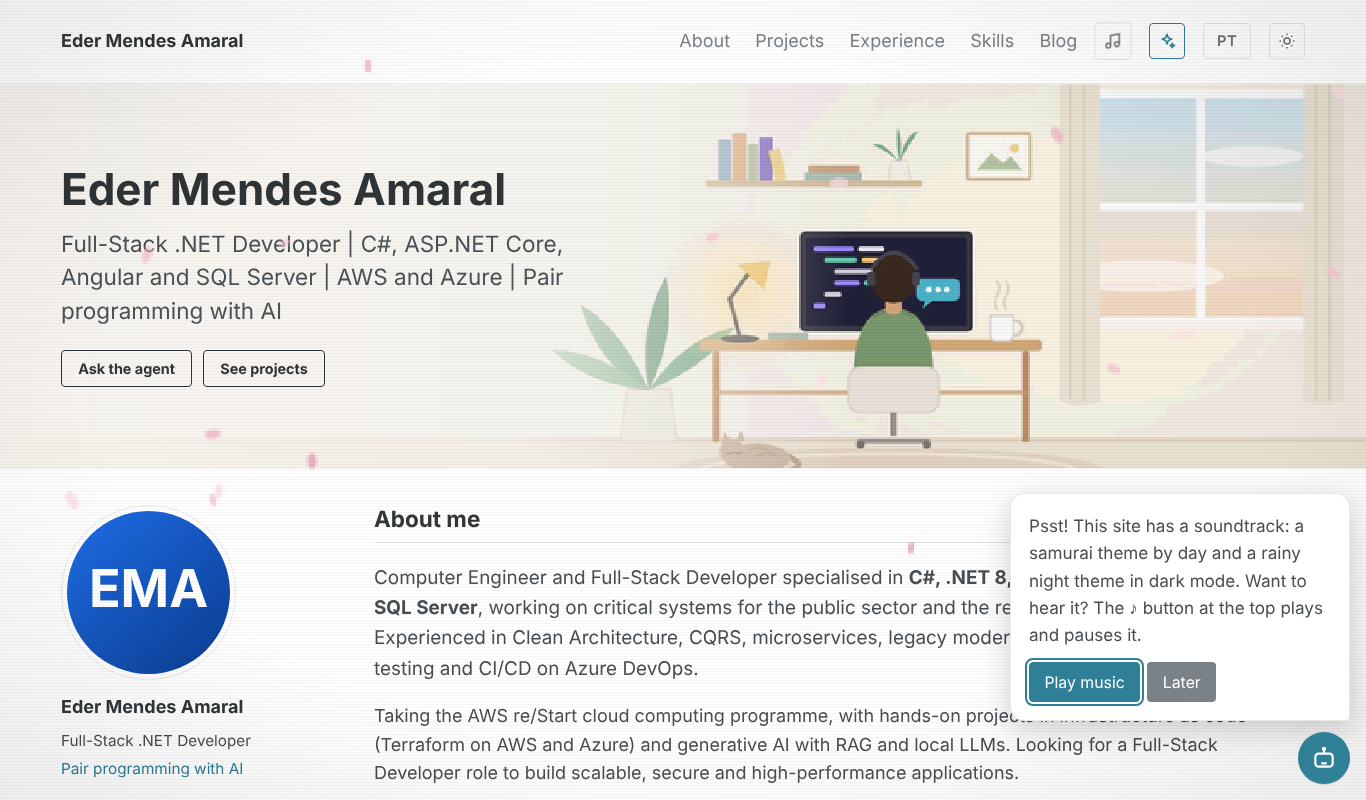 Eder Mendes Amaral
About Projects Experience Skills Blog PT
Eder Mendes Amaral
Full-Stack .NET Developer | C#, ASP.NET Core,
Angular and SQL Server | AWS and Azure | Pair
programming with AI
Ask the agent See projects
EMA
Eder Mendes Amaral
Full-Stack .NET Developer
Pair programming with AI
About me
Computer Engineer and Full-Stack Developer specialised in C#, .NET 8,
SQL Server, working on critical systems for the public sector and the
Experienced in Clean Architecture, CQRS, microservices, legacy
testing and CI/CD on Azure DevOps.
Taking the AWS re/Start cloud computing programme, with hands-on projects in infrastructure as code
(Terraform on AWS and Azure) and generative AI with RAG and local LLMs. Looking for a Full-Stack
Developer role to build scalable, secure and high-performance applications.
Psst! This site has a soundtrack: a
samurai theme by day and a rainy
night theme in dark mode. Want to
hear it? The ♪ button at the top plays
and pauses it.
Play music Later